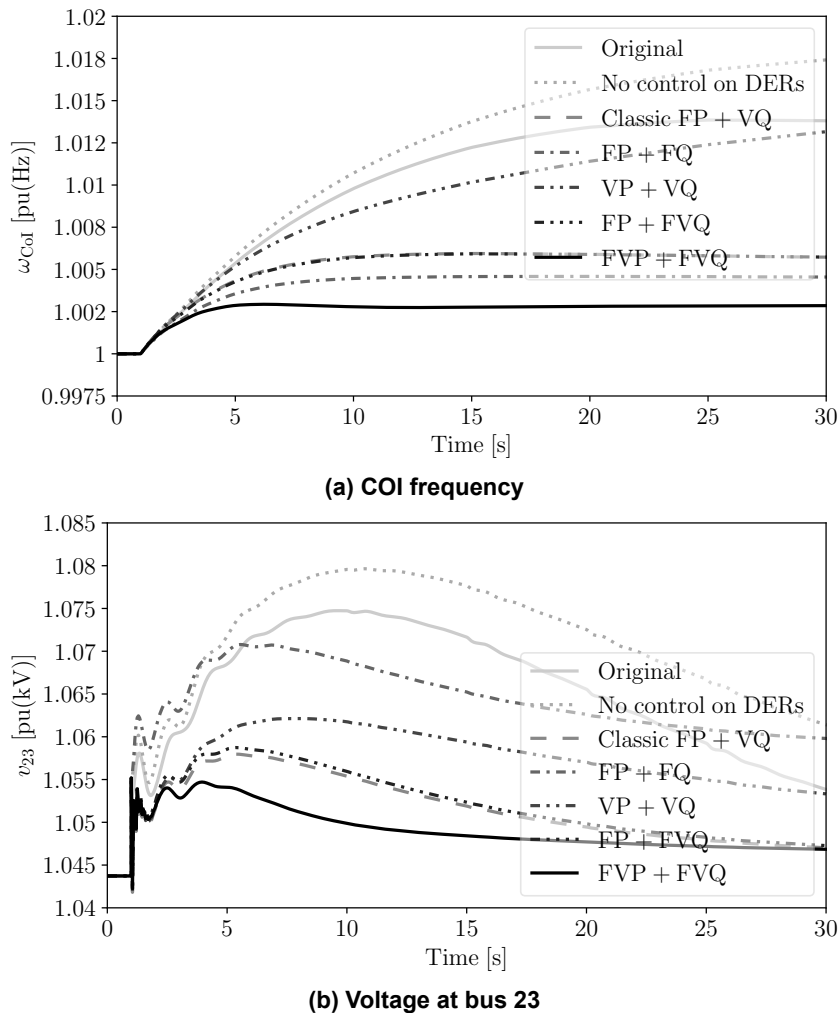 1.02
1.018
1.015
1.012
1.01
1.008
1.005
1.002
1
0.9975
ω_CoI [pu(Hz)]
Original
No control on DERs
Classic FP + VQ
FP + FQ
VP + VQ
FP + FVQ
FVP + FVQ
0 5 10 15 20 25 30
Time [s]
(a) COI frequency
1.085
1.08
1.075
1.07
1.065
1.06
1.055
1.05
1.045
1.04
v_23 [pu(kV)]
Original
No control on DERs
Classic FP + VQ
FP + FQ
VP + VQ
FP + FVQ
FVP + FVQ
0 5 10 15 20 25 30
Time [s]
(b) Voltage at bus 23